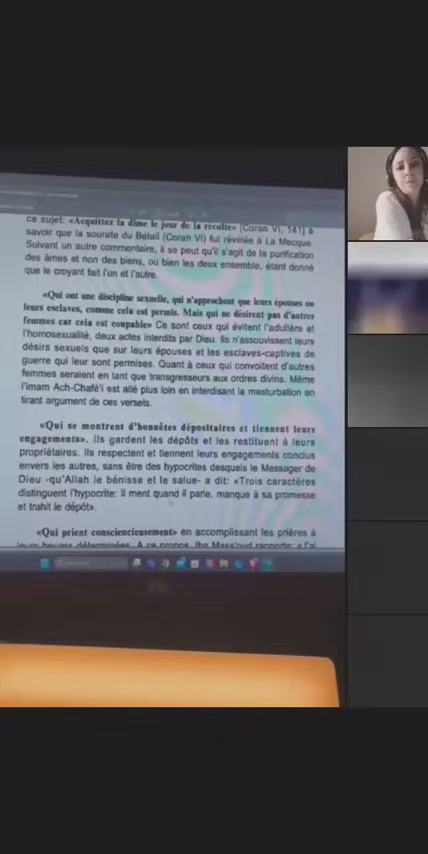 ce sujet: «Acquittez la dîme le jour de la récolte» [Coran VI, 141] à
savoir que la sourate du Bétail (Coran VI) fut révélée à La Mecque.
Suivant un autre commentaire, il se peut qu'il s'agit de la purification
des âmes et non des biens, ou bien les deux ensemble, étant donné
que le croyant fait l'un et l'autre.
«Qui ont une discipline sexuelle, qui n'approchent que leurs épouses ou
leurs esclaves, comme cela est permis. Mais qui ne désirent pas d'autres
femmes car cela est coupable» Ce sont ceux qui évitent l'adultère et
l'homosexualité, deux actes interdits par Dieu. Ils n'assouvissent leurs
désirs sexuels que sur leurs épouses et les esclaves-captives de
guerre qui leur sont permises. Quant à ceux qui convoitent d'autres
femmes seraient en tant que transgresseurs aux ordres divins. Même
l'imam Ach-Chafé'i est allé plus loin en interdisant la masturbation en
tirant argument de ces versets.
«Qui se montrent d'honnêtes dépositaires et tiennent leurs
engagements». Ils gardent les dépôts et les restituent à leurs
propriétaires. Ils respectent et tiennent leurs engagements conclus
envers les autres, sans être des hypocrites desquels le Messager de
Dieu -qu'Allah le bénisse et le salue- a dit: «Trois caractères
distinguent l'hypocrite: il ment quand il parle, manque à sa promesse
et trahit le dépôt».
«Qui prient consciencieusement» en accomplissant les prières à
leurs heures déterminées. A ce propos, Ibn Mass'oud rapporte: «J'ai